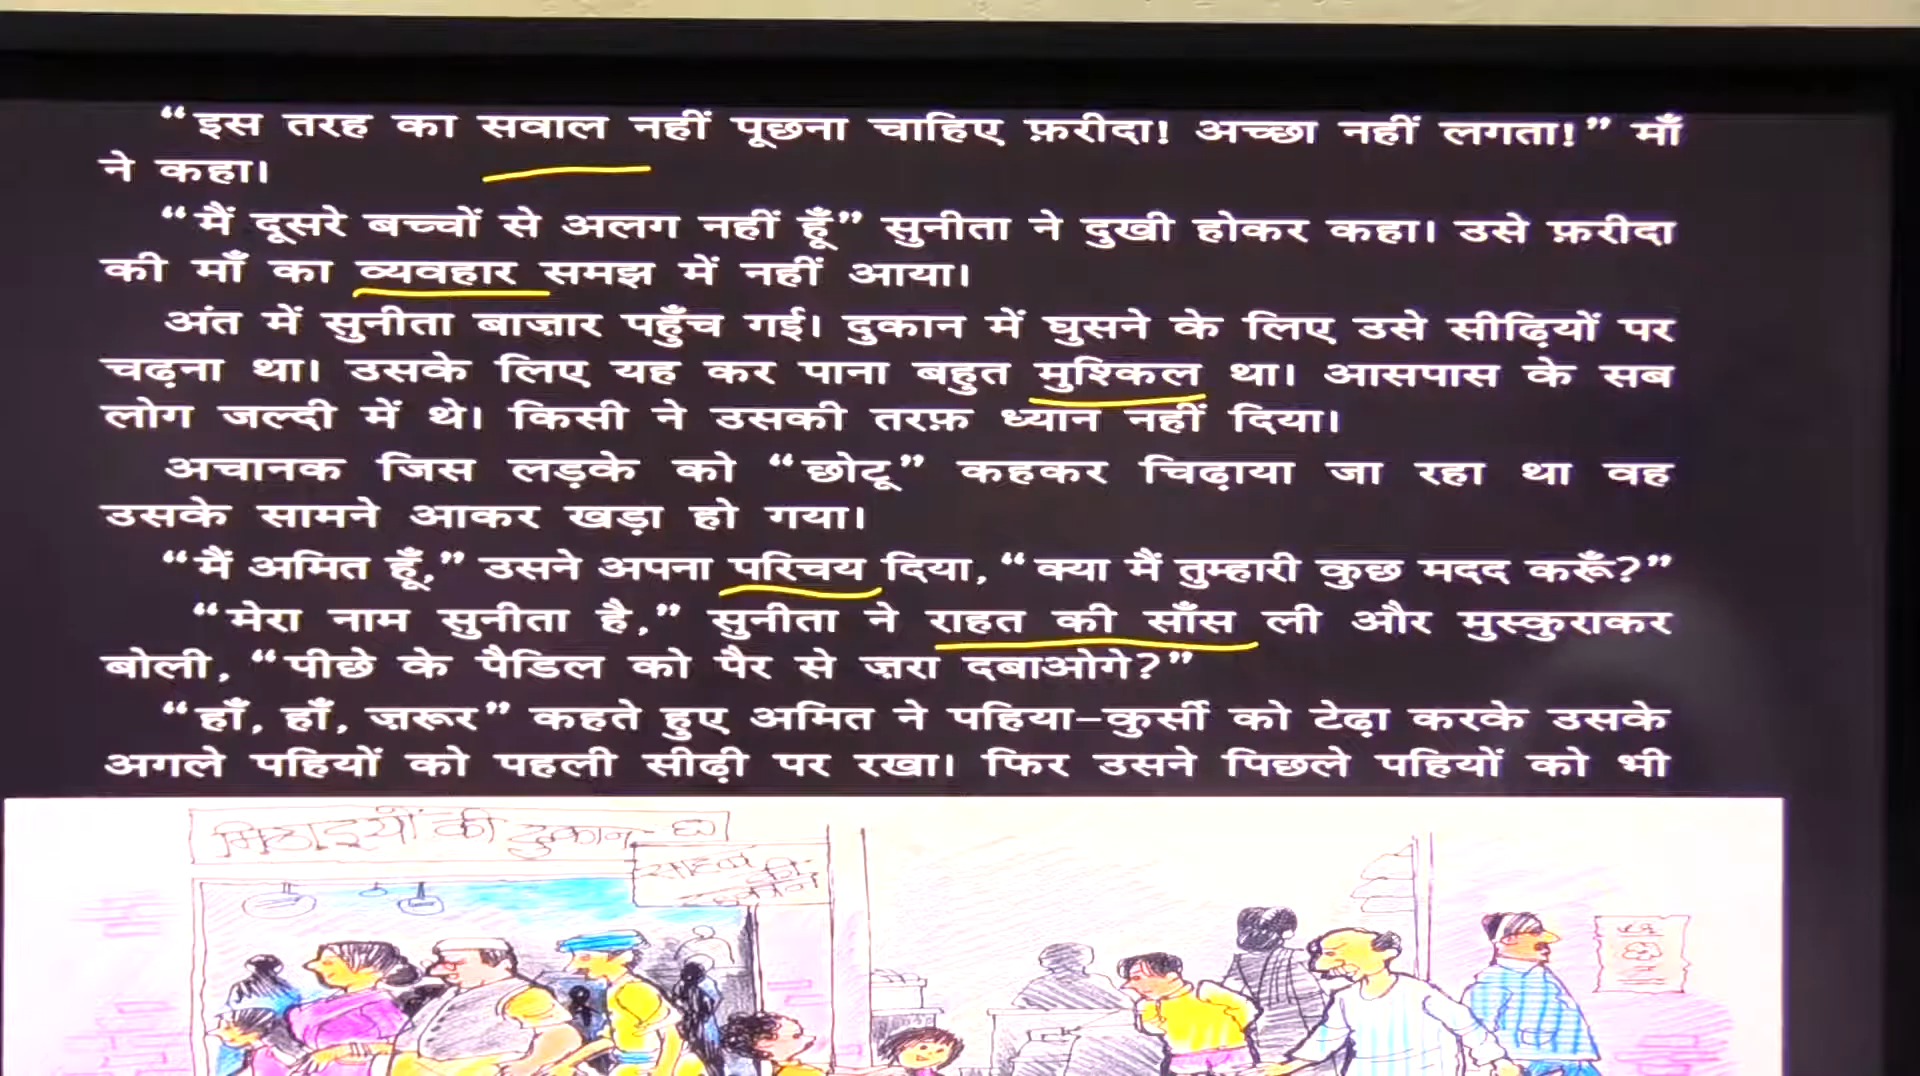 “इस तरह का सवाल नहीं पूछना चाहिए फ़रीदा! अच्छा नहीं लगता!” माँ
ने कहा।
“मैं दूसरे बच्चों से अलग नहीं हूँ” सुनीता ने दुखी होकर कहा। उसे फ़रीदा
की माँ का व्यवहार समझ में नहीं आया।
अंत में सुनीता बाज़ार पहुँच गई। दुकान में घुसने के लिए उसे सीढ़ियों पर
चढ़ना था। उसके लिए यह कर पाना बहुत मुश्किल था। आसपास के सब
लोग जल्दी में थे। किसी ने उसकी तरफ़ ध्यान नहीं दिया।
अचानक जिस लड़के को “छोटू” कहकर चिढ़ाया जा रहा था वह
उसके सामने आकर खड़ा हो गया।
“मैं अमित हूँ,” उसने अपना परिचय दिया, “क्या मैं तुम्हारी कुछ मदद करूँ?”
“मेरा नाम सुनीता है,” सुनीता ने राहत की साँस ली और मुस्कुराकर
बोली, “पीछे के पैडिल को पैर से ज़रा दबाओगे?”
“हाँ, हाँ, ज़रूर” कहते हुए अमित ने पहिया–कुर्सी को टेढ़ा करके उसके
अगले पहियों को पहली सीढ़ी पर रखा। फिर उसने पिछले पहियों को भी
मिठाइयों की दुकान